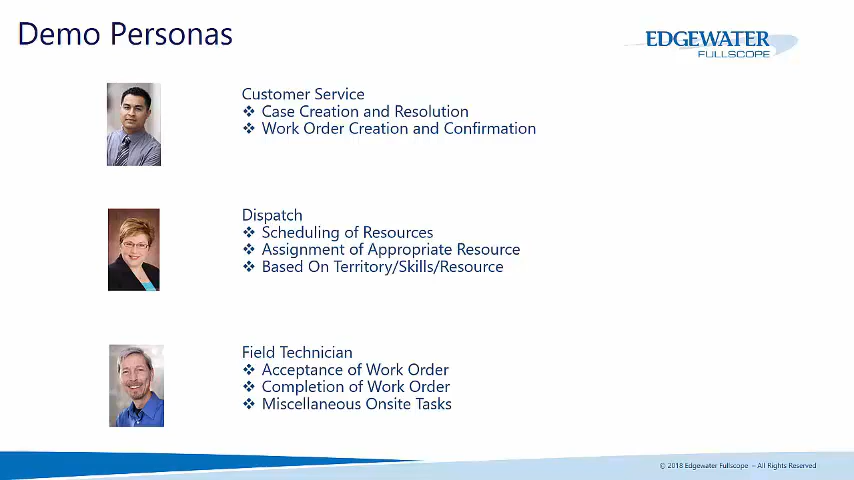 Demo Personas
EDGEWATER
FULLSCOPE
Customer Service
❖ Case Creation and Resolution
❖ Work Order Creation and Confirmation
Dispatch
❖ Scheduling of Resources
❖ Assignment of Appropriate Resource
❖ Based On Territory/Skills/Resource
Field Technician
❖ Acceptance of Work Order
❖ Completion of Work Order
❖ Miscellaneous Onsite Tasks
© 2018 Edgewater Fullscope – All Rights Reserved